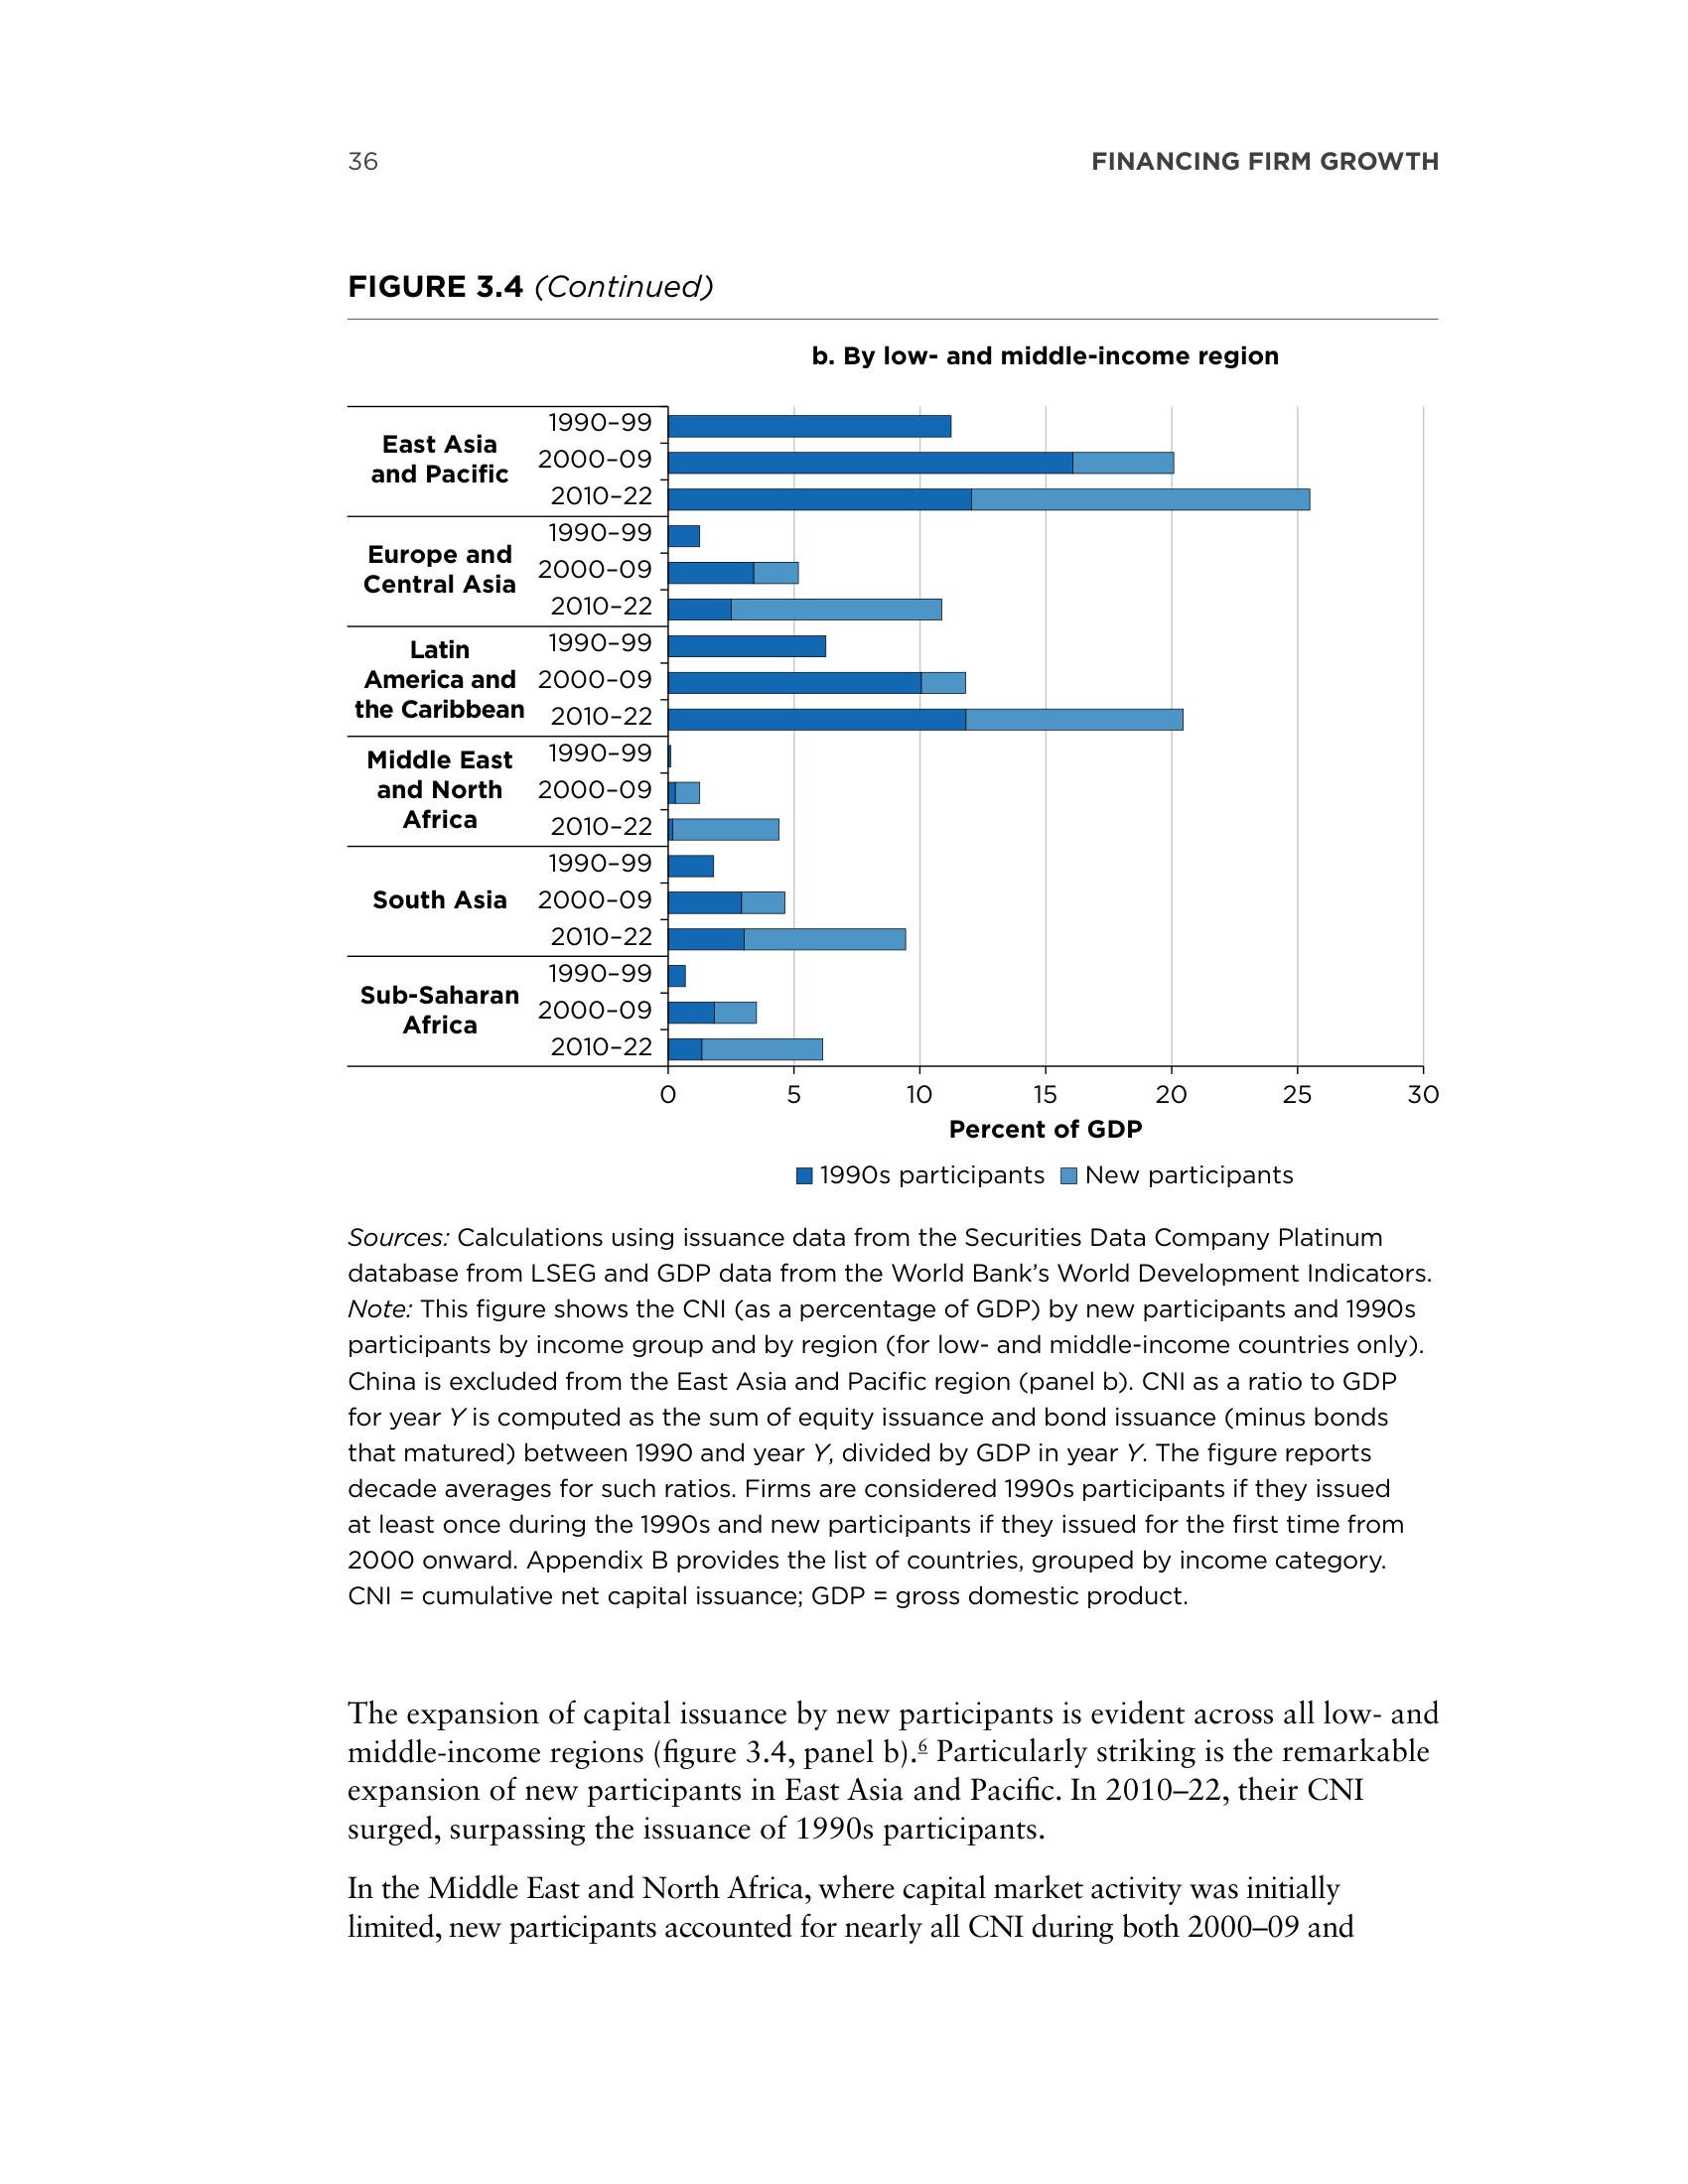 36
FINANCING FIRM GROWTH
FIGURE 3.4 (Continued)
b. By low- and middle-income region
East Asia
and Pacific
1990–99
2000–09
2010–22
Europe and
Central Asia
1990–99
2000–09
2010–22
Latin
America and
the Caribbean
1990–99
2000–09
2010–22
Middle East
and North
Africa
1990–99
2000–09
2010–22
South Asia
1990–99
2000–09
2010–22
Sub-Saharan
Africa
1990–99
2000–09
2010–22
0 5 10 15 20 25 30
Percent of GDP
1990s participants New participants
Sources: Calculations using issuance data from the Securities Data Company Platinum
database from LSEG and GDP data from the World Bank’s World Development Indicators.
Note: This figure shows the CNI (as a percentage of GDP) by new participants and 1990s
participants by income group and by region (for low- and middle-income countries only).
China is excluded from the East Asia and Pacific region (panel b). CNI as a ratio to GDP
for year Y is computed as the sum of equity issuance and bond issuance (minus bonds
that matured) between 1990 and year Y, divided by GDP in year Y. The figure reports
decade averages for such ratios. Firms are considered 1990s participants if they issued
at least once during the 1990s and new participants if they issued for the first time from
2000 onward. Appendix B provides the list of countries, grouped by income category.
CNI = cumulative net capital issuance; GDP = gross domestic product.
The expansion of capital issuance by new participants is evident across all low- and
middle-income regions (figure 3.4, panel b).6 Particularly striking is the remarkable
expansion of new participants in East Asia and Pacific. In 2010–22, their CNI
surged, surpassing the issuance of 1990s participants.
In the Middle East and North Africa, where capital market activity was initially
limited, new participants accounted for nearly all CNI during both 2000–09 and